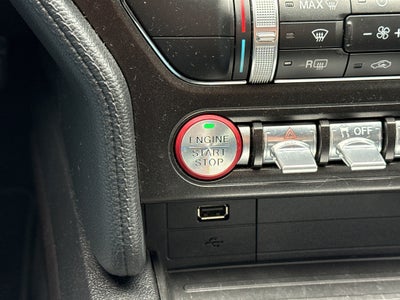 MAX
R
ENGINE
START
STOP
OFF